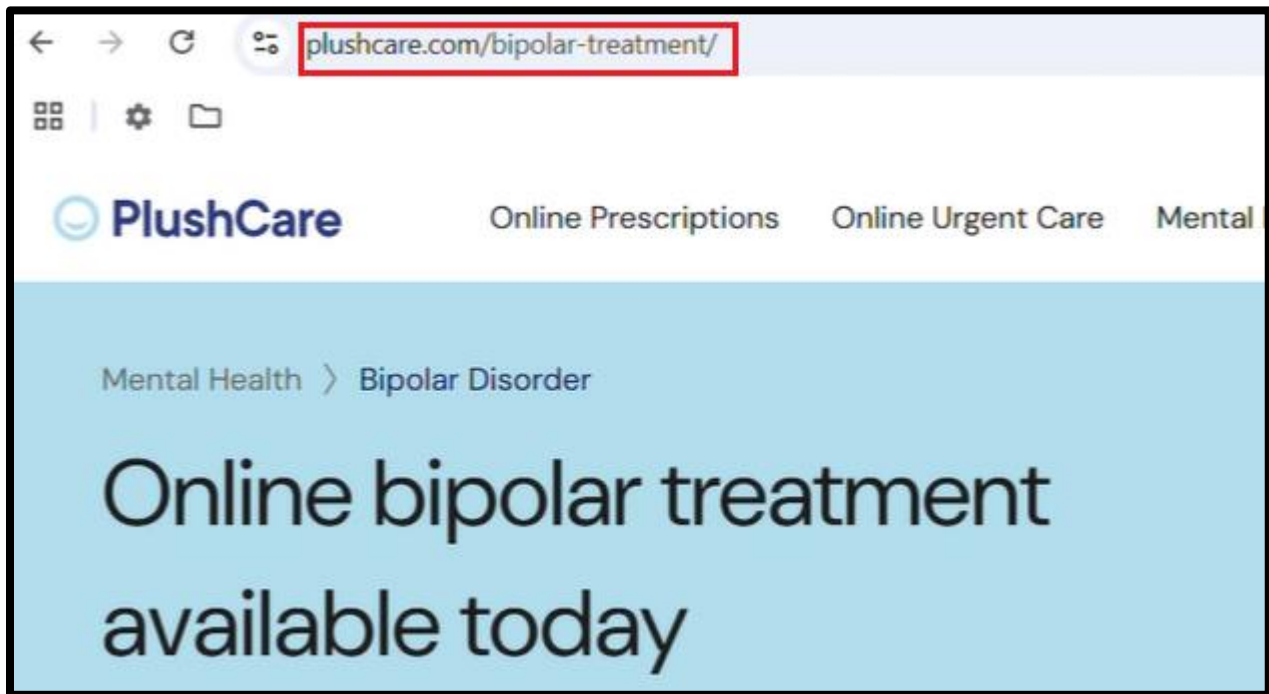 plushcare.com/bipolar-treatment/
PlushCare Online Prescriptions Online Urgent Care Mental
Mental Health 〉 Bipolar Disorder
Online bipolar treatment
available today